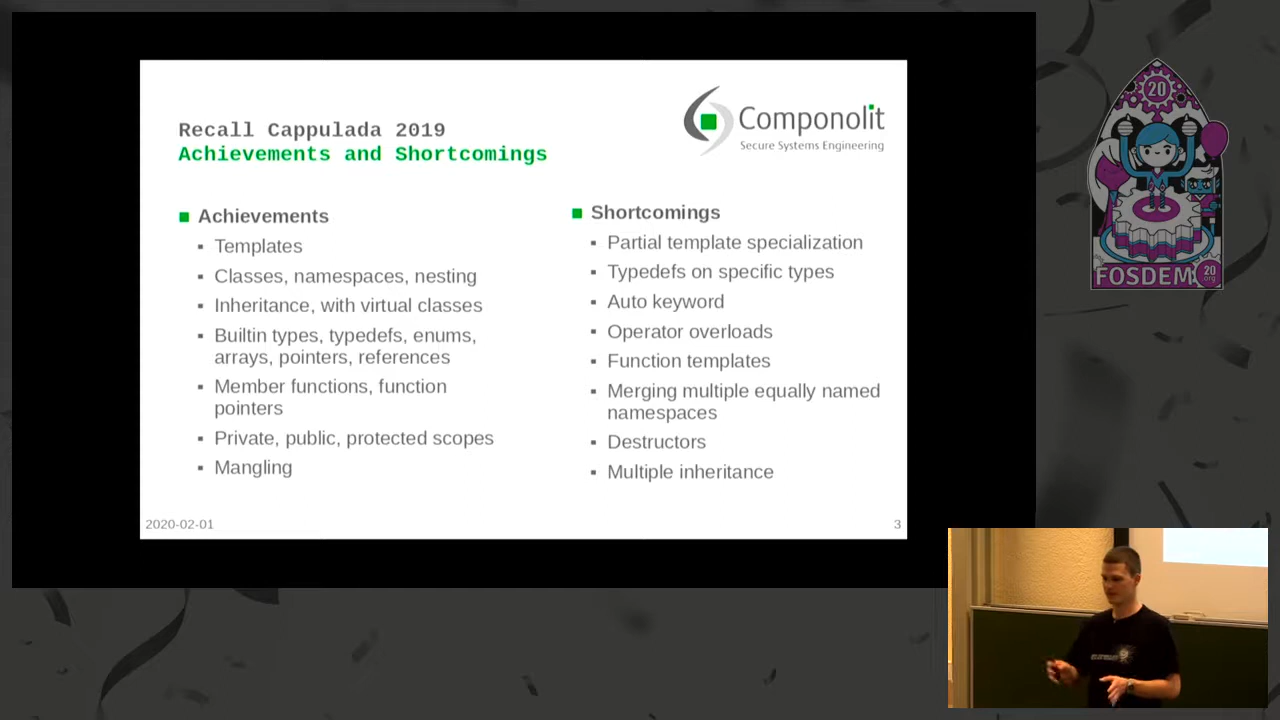 Recall Cappulada 2019
Achievements and Shortcomings
Componolit
Secure Systems Engineering
Achievements
Templates
Classes, namespaces, nesting
Inheritance, with virtual classes
Builtin types, typedefs, enums,
arrays, pointers, references
Member functions, function
pointers
Private, public, protected scopes
Mangling
Shortcomings
Partial template specialization
Typedefs on specific types
Auto keyword
Operator overloads
Function templates
Merging multiple equally named
namespaces
Destructors
Multiple inheritance
2020-02-01
3
20
FOSDEM
20
.org